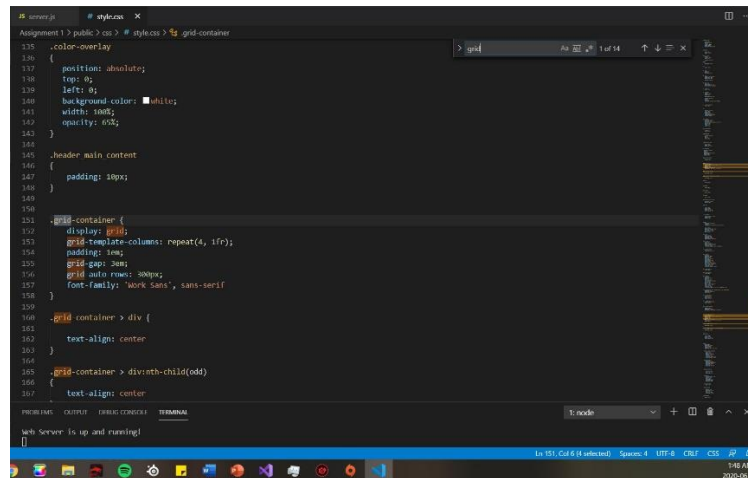 JS server.js # style.css ×
Assignment 1 > public > css > # style.css > .grid-container
> grid Aa 1 of 14 ↑ ↓ ×
135 .color-overlay
136 {
137 position: absolute;
138 top: 0;
139 left: 0;
140 background-color: white;
141 width: 100%;
142 opacity: 65%;
143 }
144
145 .header main content
146 {
147 padding: 10px;
148 }
149
150
151 .grid-container {
152 display: grid;
153 grid-template-columns: repeat(4, 1fr);
154 padding: 1em;
155 grid-gap: 3em;
156 grid auto rows: 300px;
157 font-family: 'Work Sans', sans-serif
158 }
159
160 .grid container > div {
161
162 text-align: center
163 }
164
165 .grid-container > div:nth-child(odd)
166 {
167 text-align: center
PROBLEMS OUTPUT DEBUG CONSOLE TERMINAL 1: node
Web Server is up and running!
Ln 151, Col 6 (4 selected) Spaces: 4 UTF-8 CRLF CSS
1:48 AM